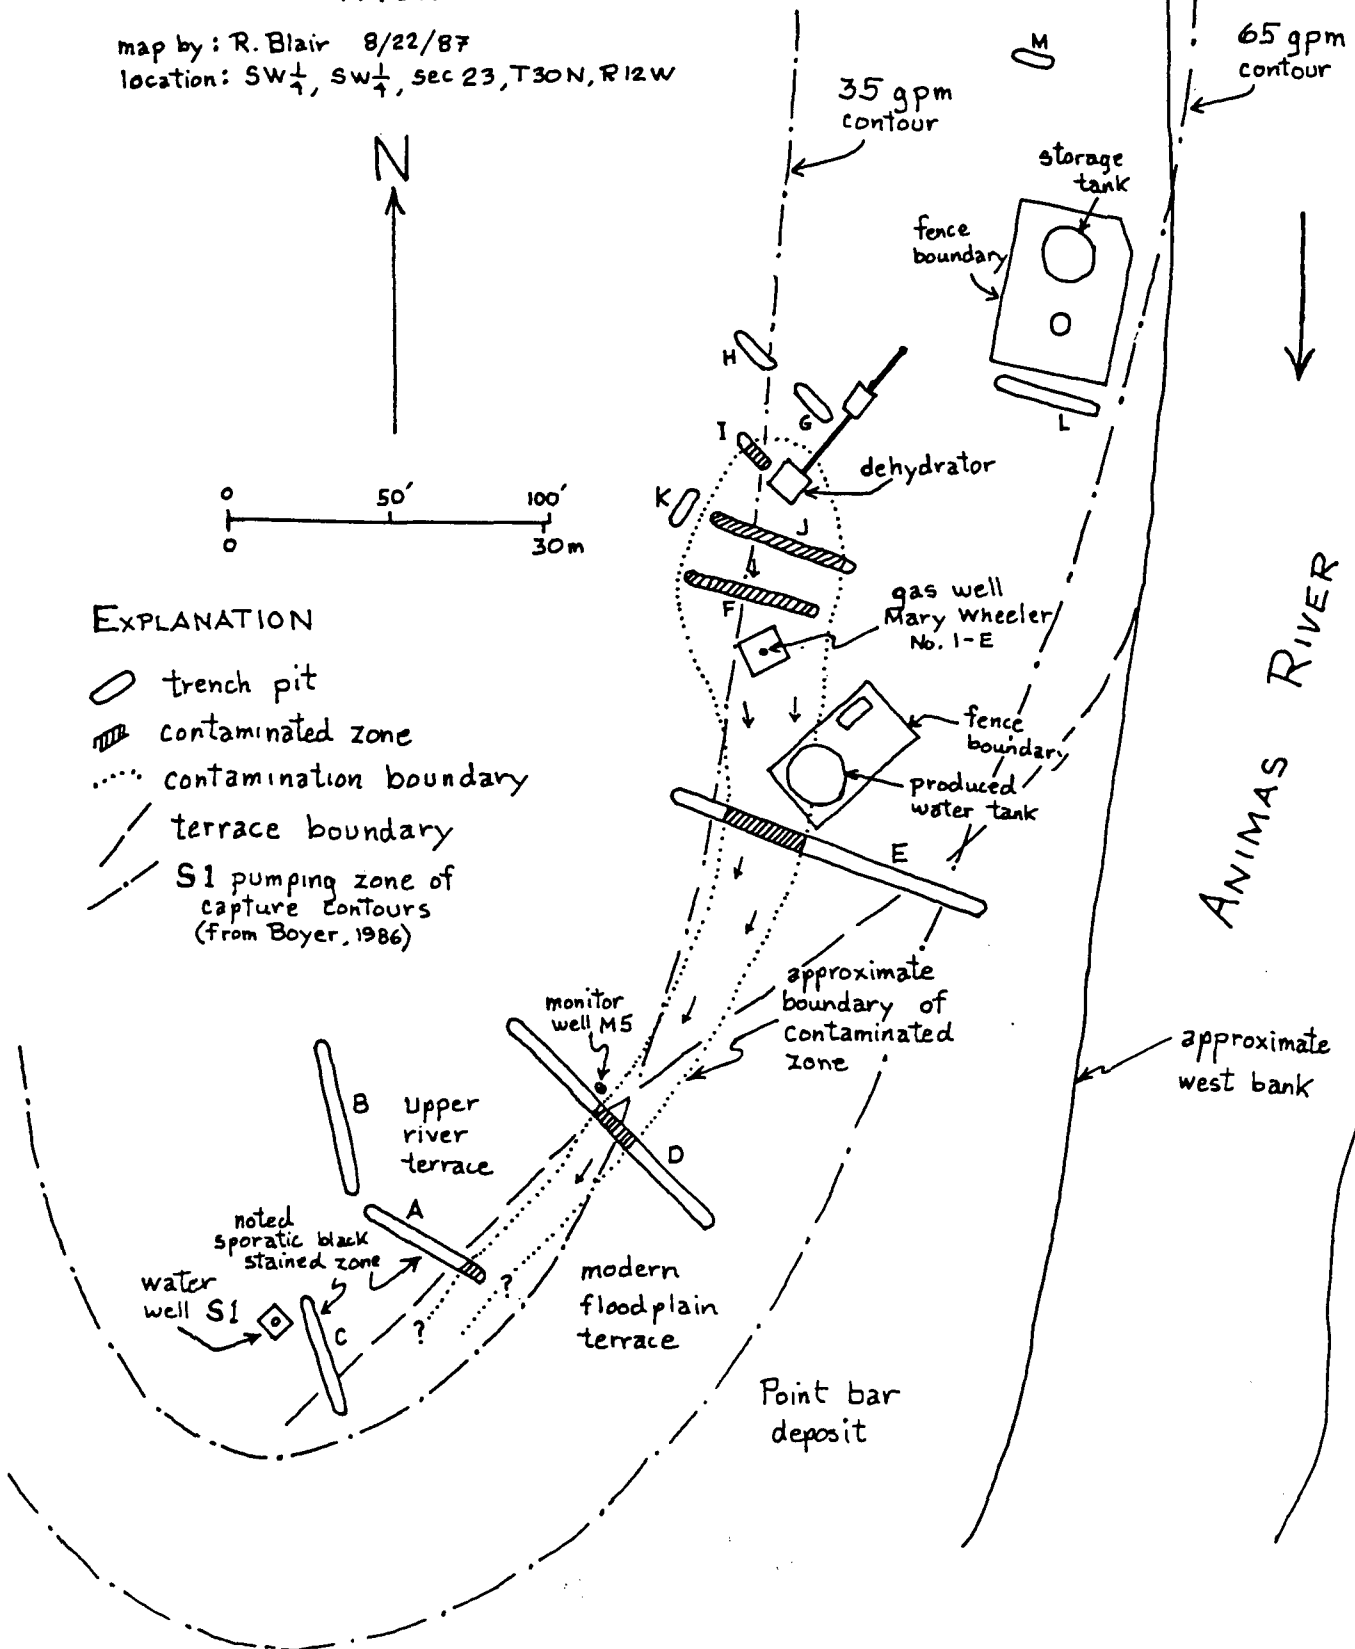 map by: R. Blair 8/22/87
location: SW 1/4, SW 1/4, sec 23, T30N, R12W
N
35 gpm
contour
M
65 gpm
contour
storage
tank
fence
boundary
H
G
I
L
K
dehydrator
J
0 50' 100'
0 30m
F
gas well
Mary Wheeler
No. 1-E
EXPLANATION
trench pit
contaminated zone
contamination boundary
terrace boundary
S1 pumping zone of
capture contours
(from Boyer, 1986)
fence
boundary
produced
water tank
E
ANIMAS RIVER
approximate
boundary of
contaminated
zone
monitor
well M5
approximate
west bank
B
Upper
river
terrace
D
A
noted
sporatic black
stained zone
water
well S1
C
?
?
modern
floodplain
terrace
Point bar
deposit